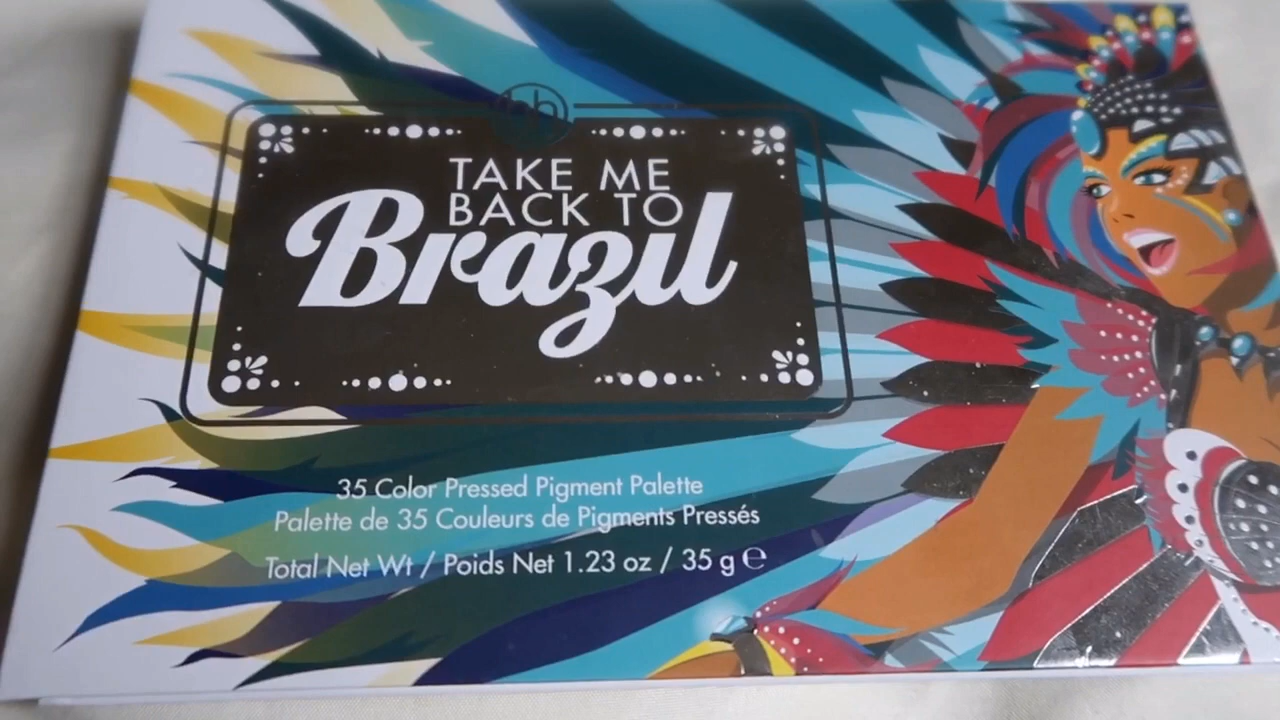 bh
TAKE ME
BACK TO
Brazil
35 Color Pressed Pigment Palette
Palette de 35 Couleurs de Pigments Pressés
Total Net Wt / Poids Net 1.23 oz / 35 g ℮